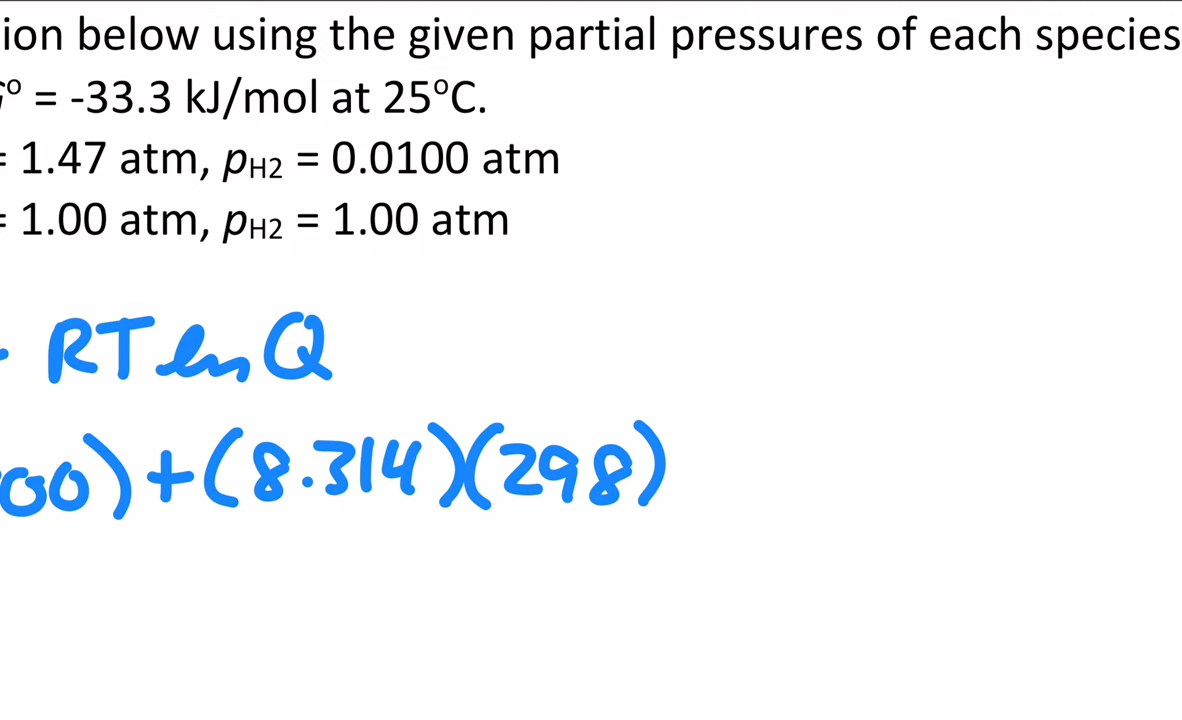 ion below using the given partial pressures of each species
° = -33.3 kJ/mol at 25°C.
= 1.47 atm, pH2 = 0.0100 atm
= 1.00 atm, pH2 = 1.00 atm
RT ln Q
00) + (8.314)(298)